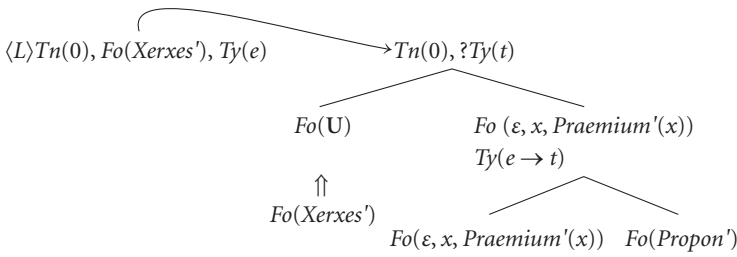 ⟨L⟩Tn(0), Fo(Xerxes'), Ty(e) Tn(0), ?Ty(t)
Fo(U) Fo (ε, x, Praemium'(x))
Ty(e → t)
⇑
Fo(Xerxes')
Fo(ε, x, Praemium'(x)) Fo(Propon')